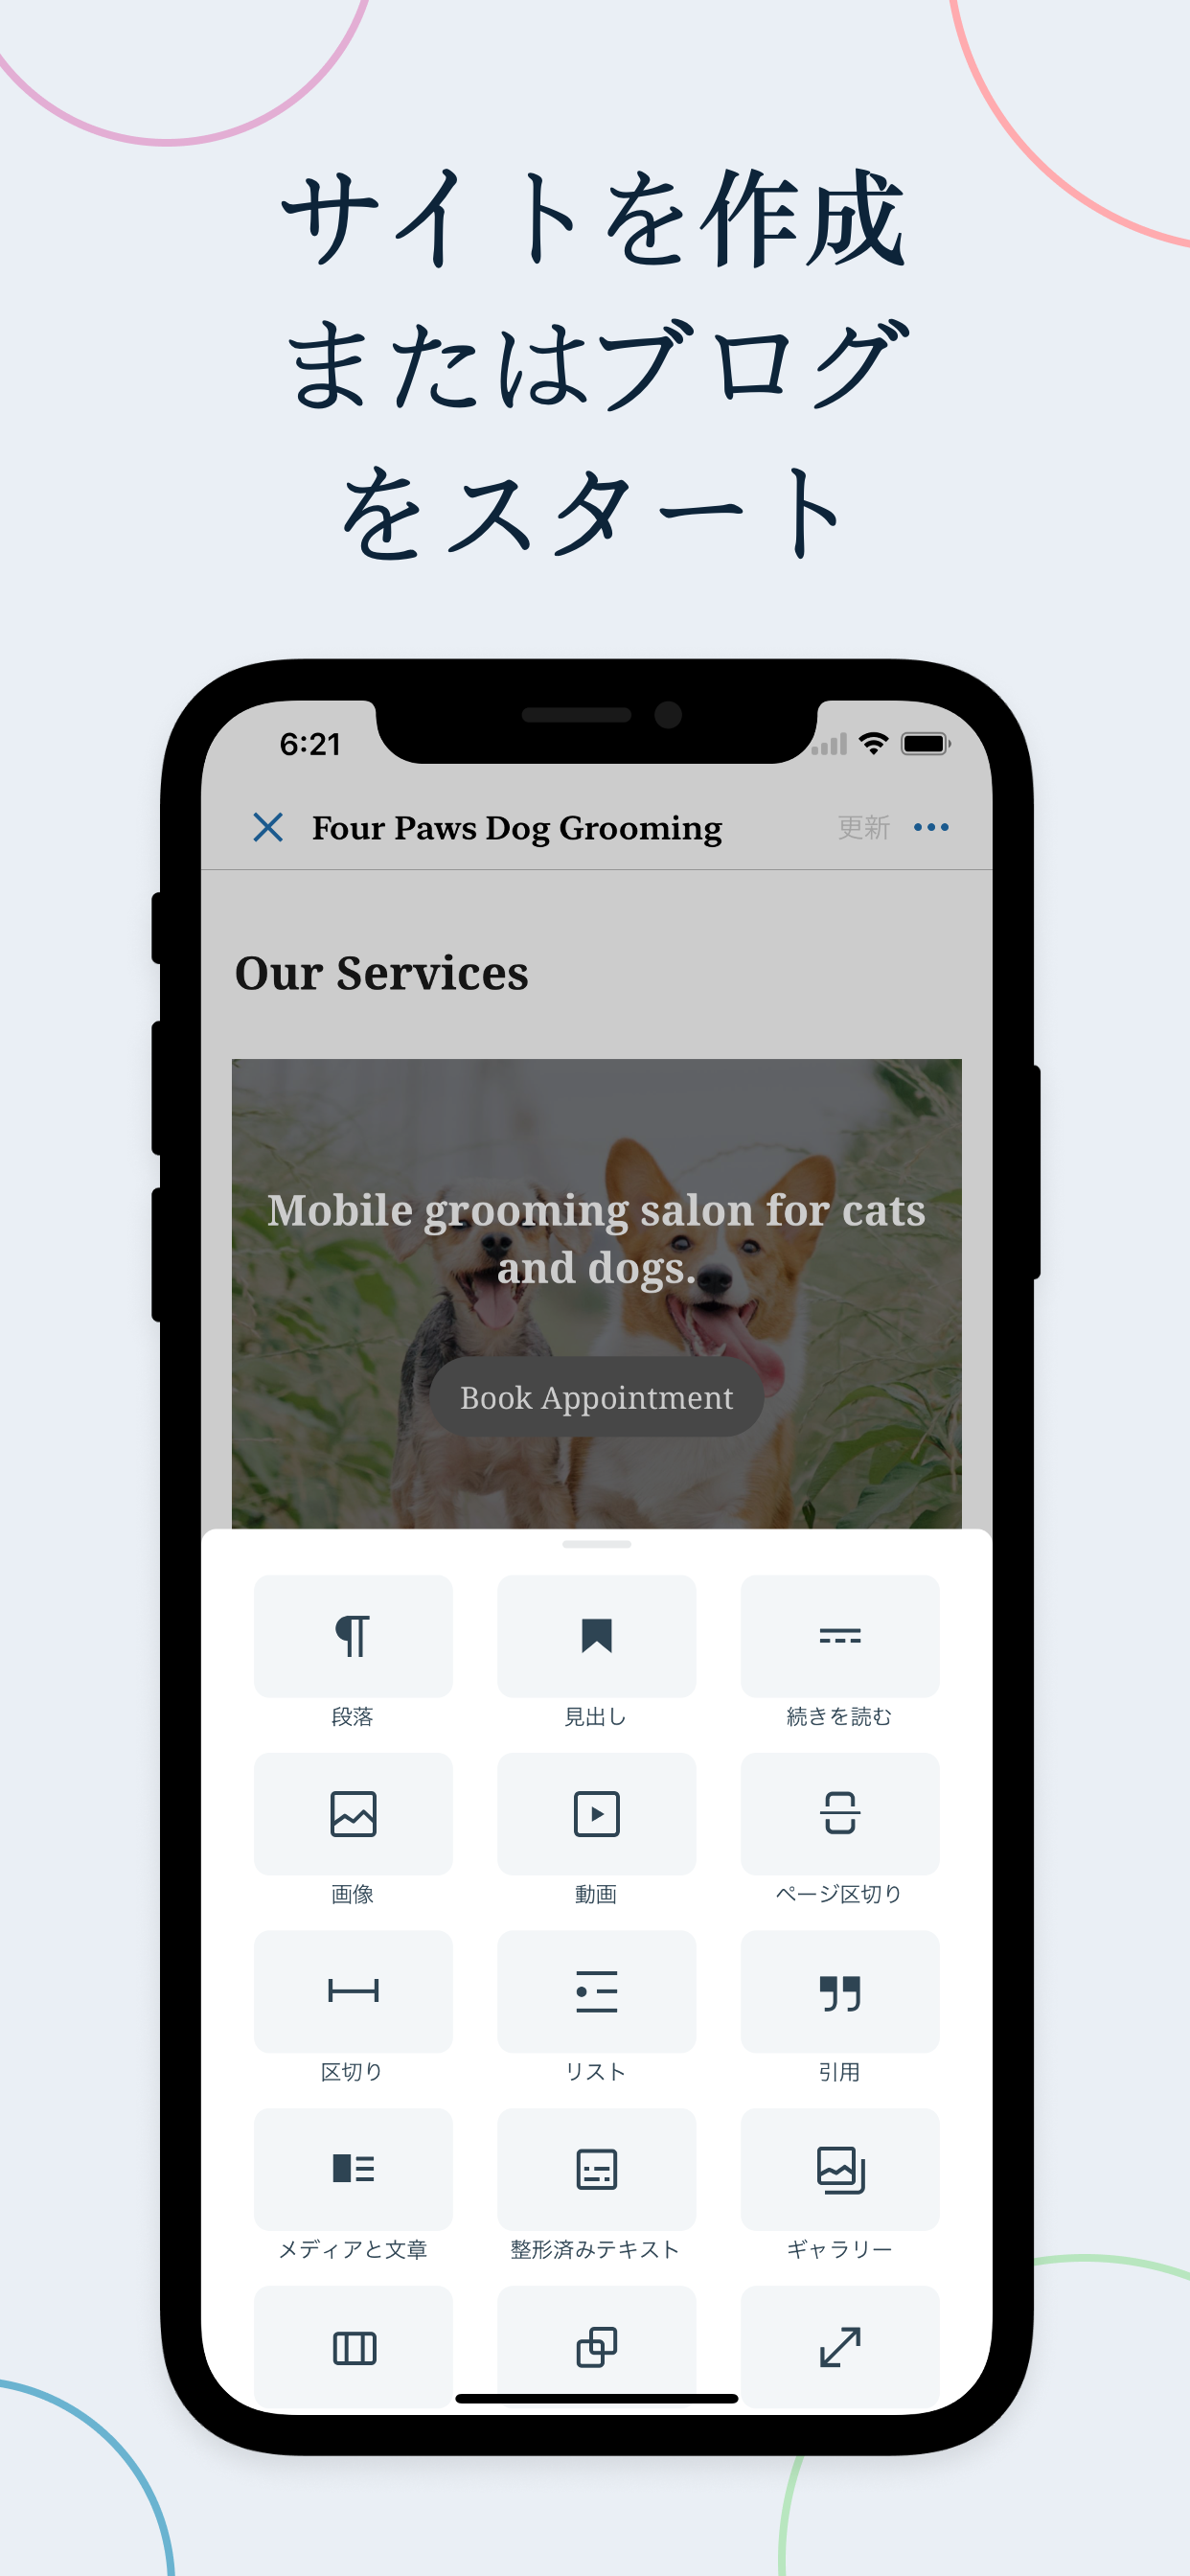 サイトを作成
またはブログ
をスタート
6:21
Four Paws Dog Grooming 更新
Our Services
Mobile grooming salon for cats
and dogs.
Book Appointment
段落 見出し 続きを読む
画像 動画 ページ区切り
区切り リスト 引用
メディアと文章 整形済みテキスト ギャラリー